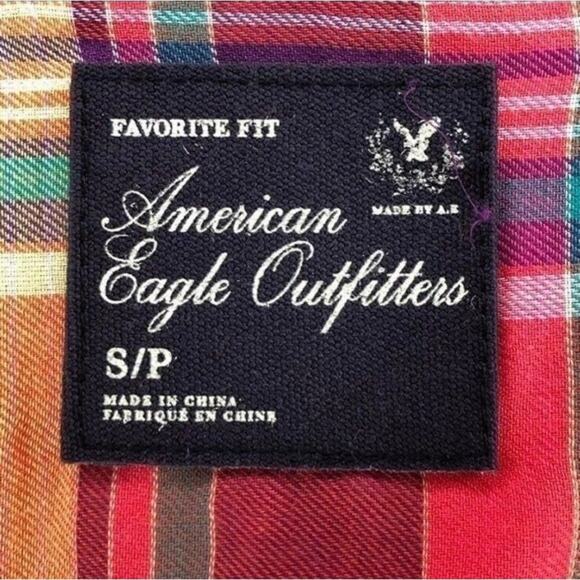 FAVORITE FIT
MADE BY A.E
American
Eagle Outfitters
S/P
MADE IN CHINA
FABRIQUÉ EN CHINE